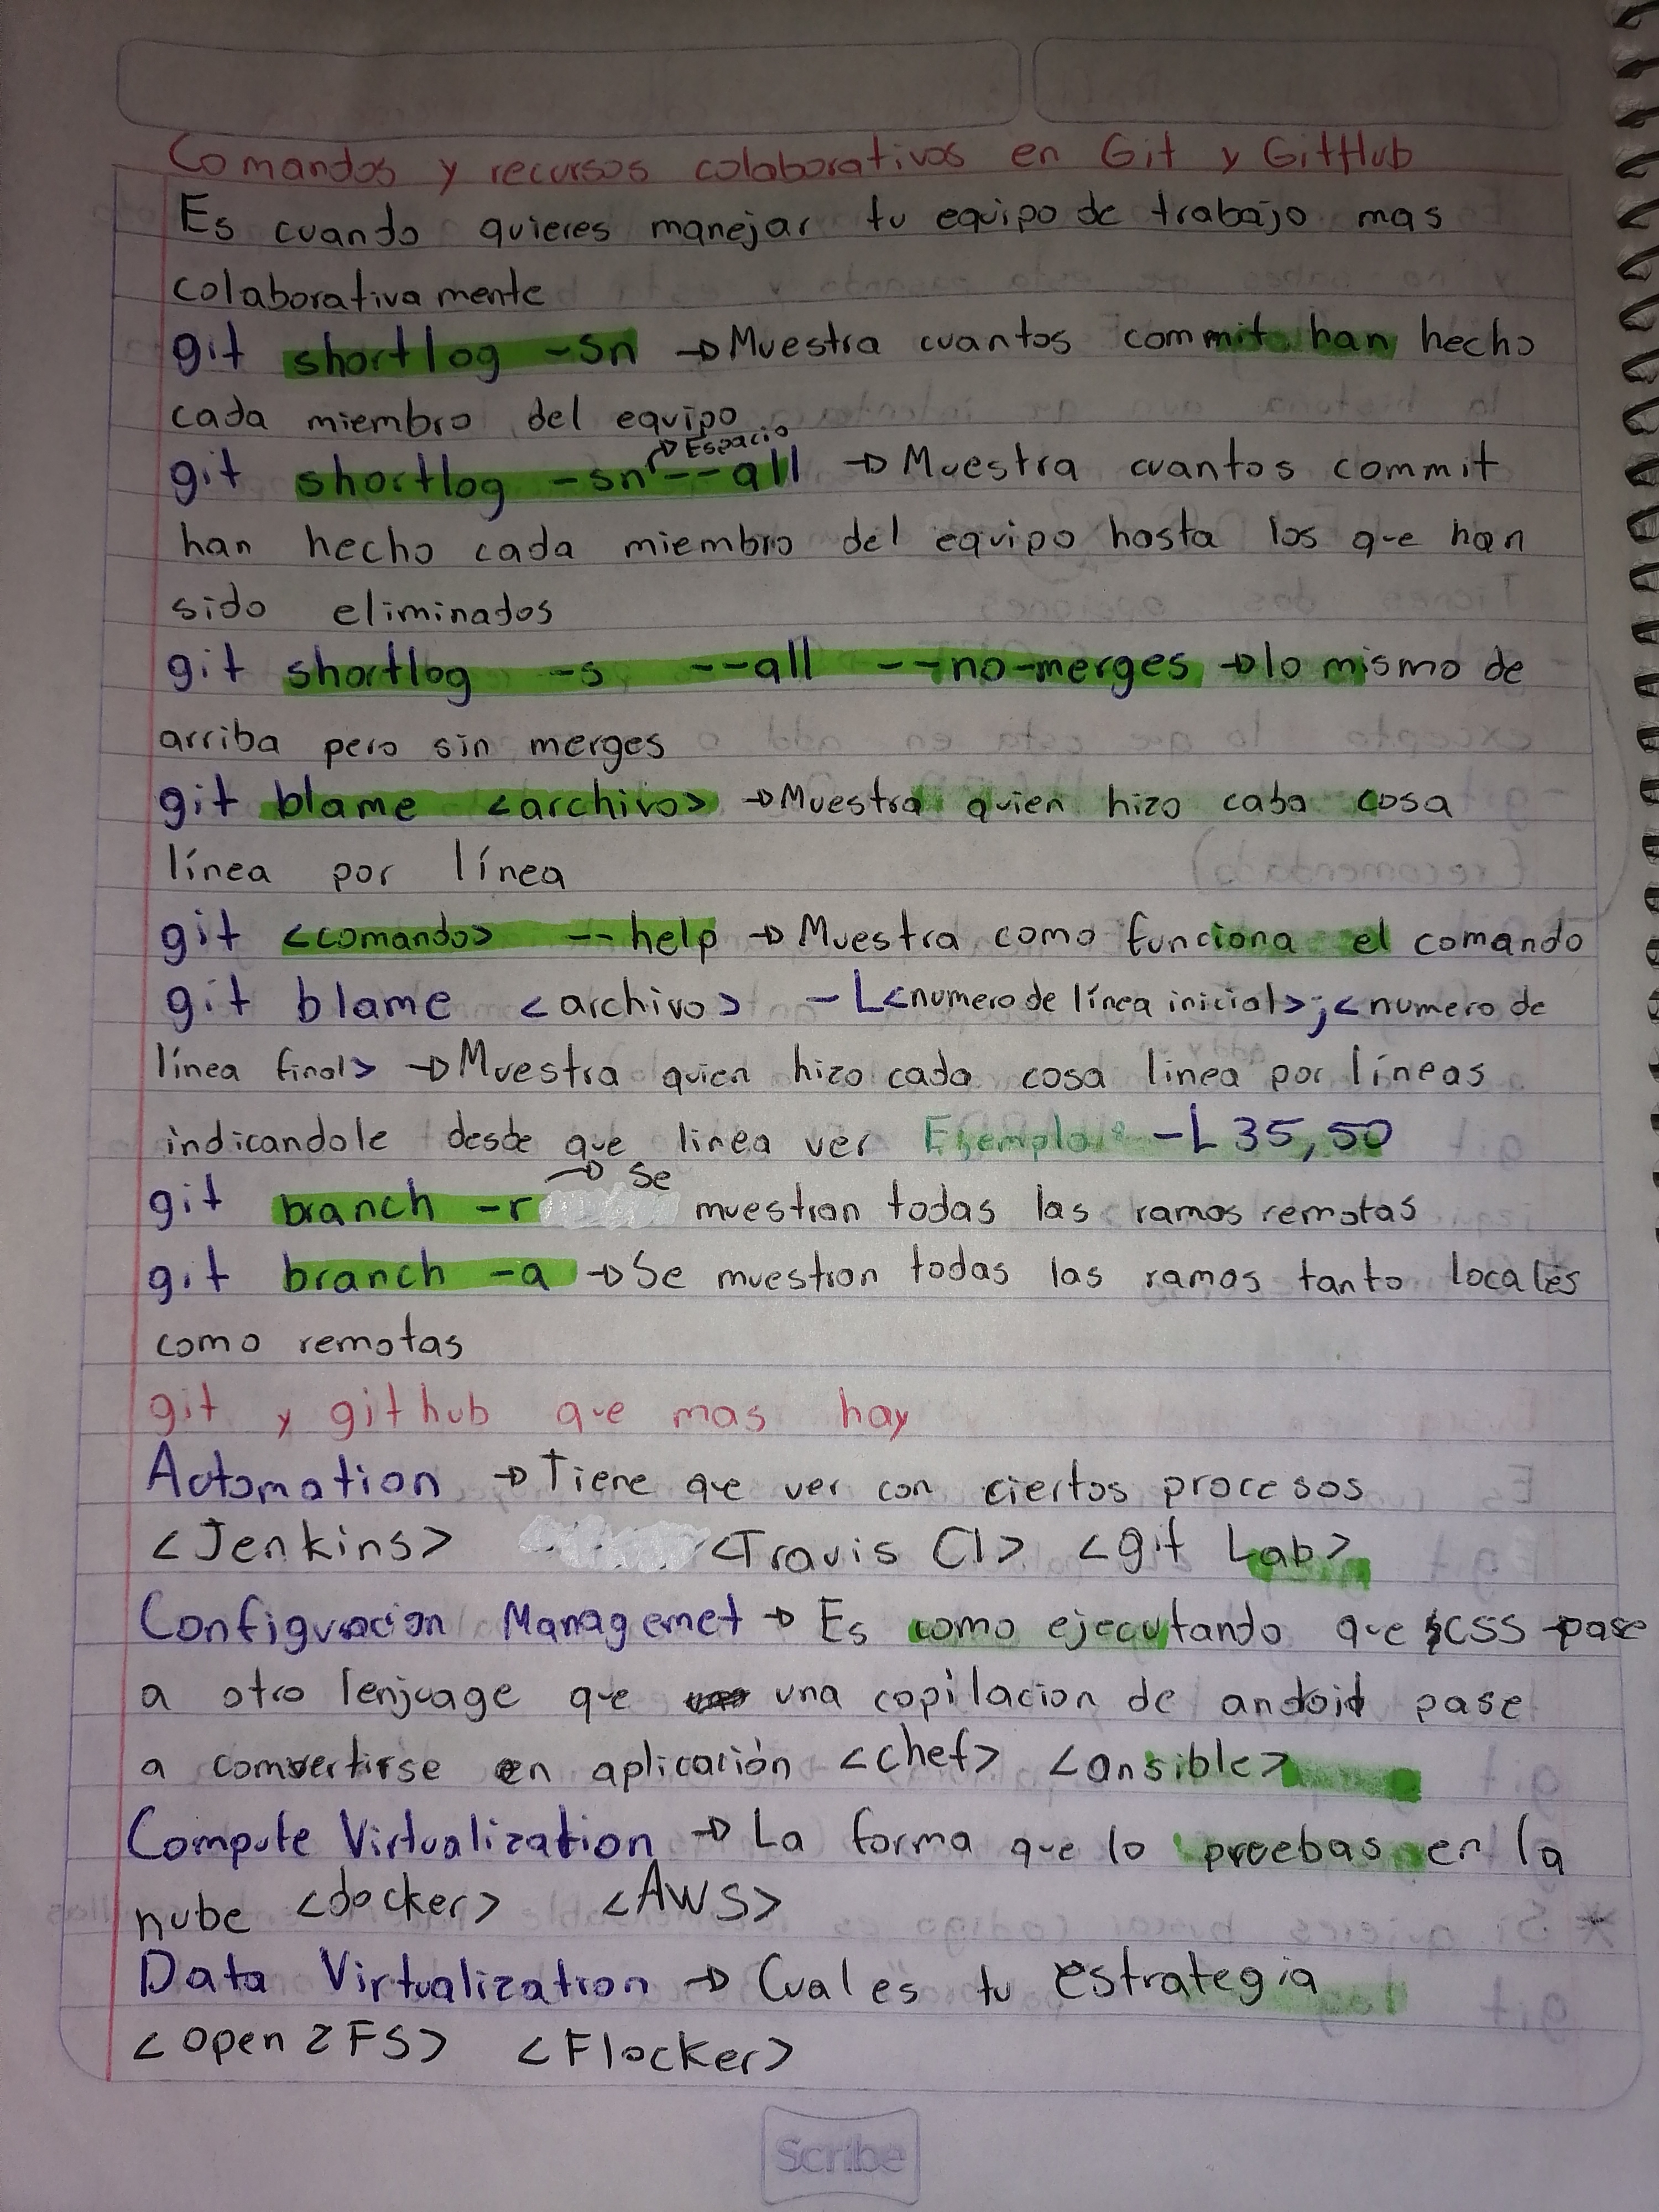 Comandos y recursos colaborativos en Git y GitHub
Es cuando quieres manejar tu equipo de trabajo mas
colaborativamente
git shortlog -sn → Muestra cuantos commit han hecho
cada miembro del equipo
→ Espacio
git shortlog -sn --all → Muestra cuantos commit
han hecho cada miembro del equipo hasta los que han
sido eliminados
git shortlog -s --all --no-merges → lo mismo de
arriba pero sin merges
git blame <archivo> → Muestra quien hizo caba cosa
línea por línea
git <comando> --help → Muestra como funciona el comando
git blame <archivo> -L<numero de línea inicial>;<numero de
línea final> → Muestra quien hizo cada cosa linea por líneas
indicandole desde que linea ver Ejemplo: -L 35,50
git branch -r → Se muestran todas las ramas remotas
git branch -a → Se muestran todas las ramas tanto locales
como remotas
git y github que mas hay
Automation → Tiene que ver con ciertos procesos
<Jenkins> <Travis CI> <git Lab>
Configuracion Managemet → Es como ejecutando que SCSS pase
a otro lenjuage que una copilacion de andoid pase
a comvertirse en aplicación <chef> <ansible>
Compute Virtualization → La forma que lo pruebas en la
nube <docker> <AWS>
Data Virtualization → Cual es tu estrategia
<open ZFS> <Flocker>
Scribe